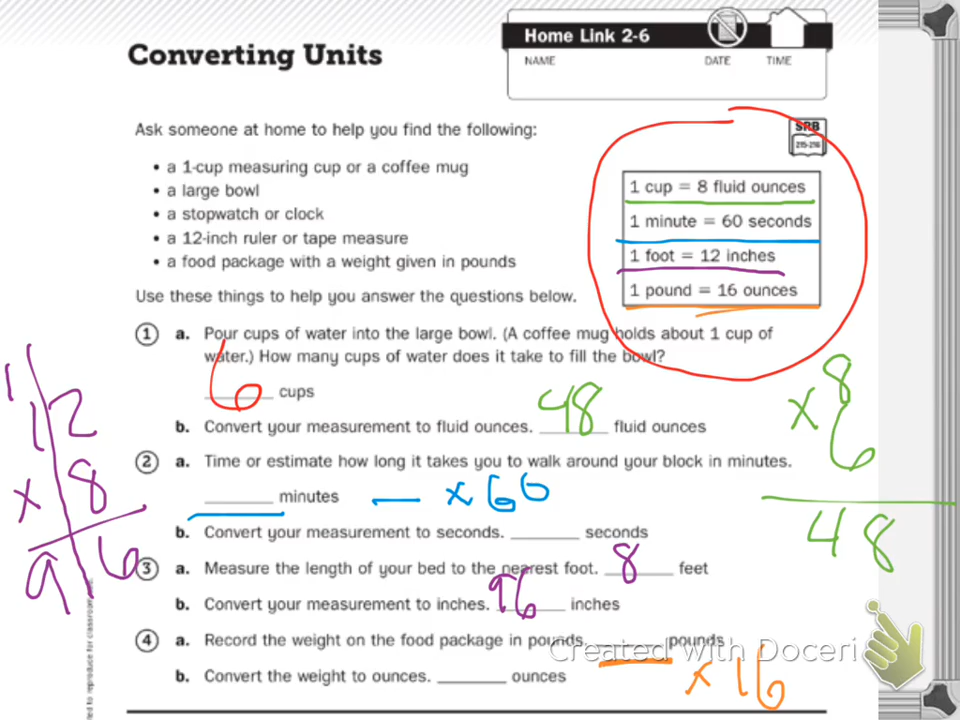 Converting Units
Home Link 2-6
NAME DATE TIME
Ask someone at home to help you find the following:
• a 1-cup measuring cup or a coffee mug
• a large bowl
• a stopwatch or clock
• a 12-inch ruler or tape measure
• a food package with a weight given in pounds
SRB
215-216
1 cup = 8 fluid ounces
1 minute = 60 seconds
1 foot = 12 inches
1 pound = 16 ounces
Use these things to help you answer the questions below.
1 a. Pour cups of water into the large bowl. (A coffee mug holds about 1 cup of
water.) How many cups of water does it take to fill the bowl?
6 cups
b. Convert your measurement to fluid ounces. 48 fluid ounces
8
× 6
48
2 a. Time or estimate how long it takes you to walk around your block in minutes.
____ minutes __ × 60
b. Convert your measurement to seconds. ____ seconds
3 a. Measure the length of your bed to the nearest foot. 8 feet
b. Convert your measurement to inches. 96 inches
1
12
× 8
96
4 a. Record the weight on the food package in pounds. ____ pounds
× 16
b. Convert the weight to ounces. ____ ounces
Created with Doceri